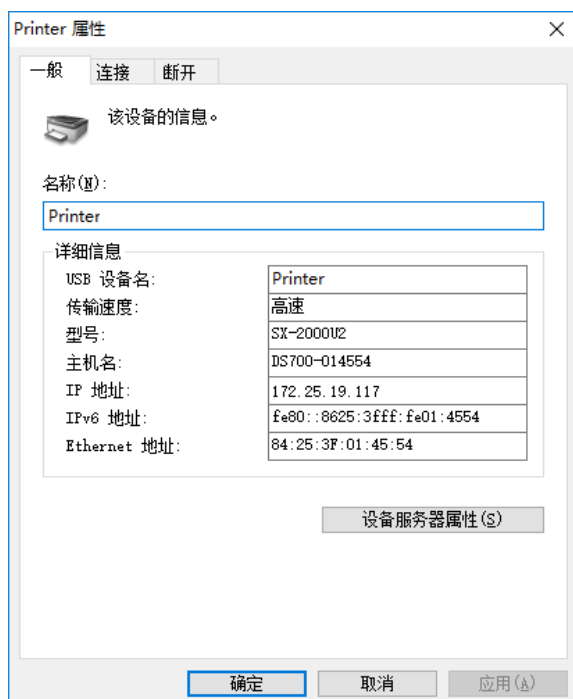 Printer 属性
一般 连接 断开
该设备的信息。
名称(N):
Printer
详细信息
USB 设备名: Printer
传输速度: 高速
型号: SX-2000U2
主机名: DS700-014554
IP 地址: 172.25.19.117
IPv6 地址: fe80::8625:3fff:fe01:4554
Ethernet 地址: 84:25:3F:01:45:54
设备服务器属性(S)
确定 取消 应用(A)